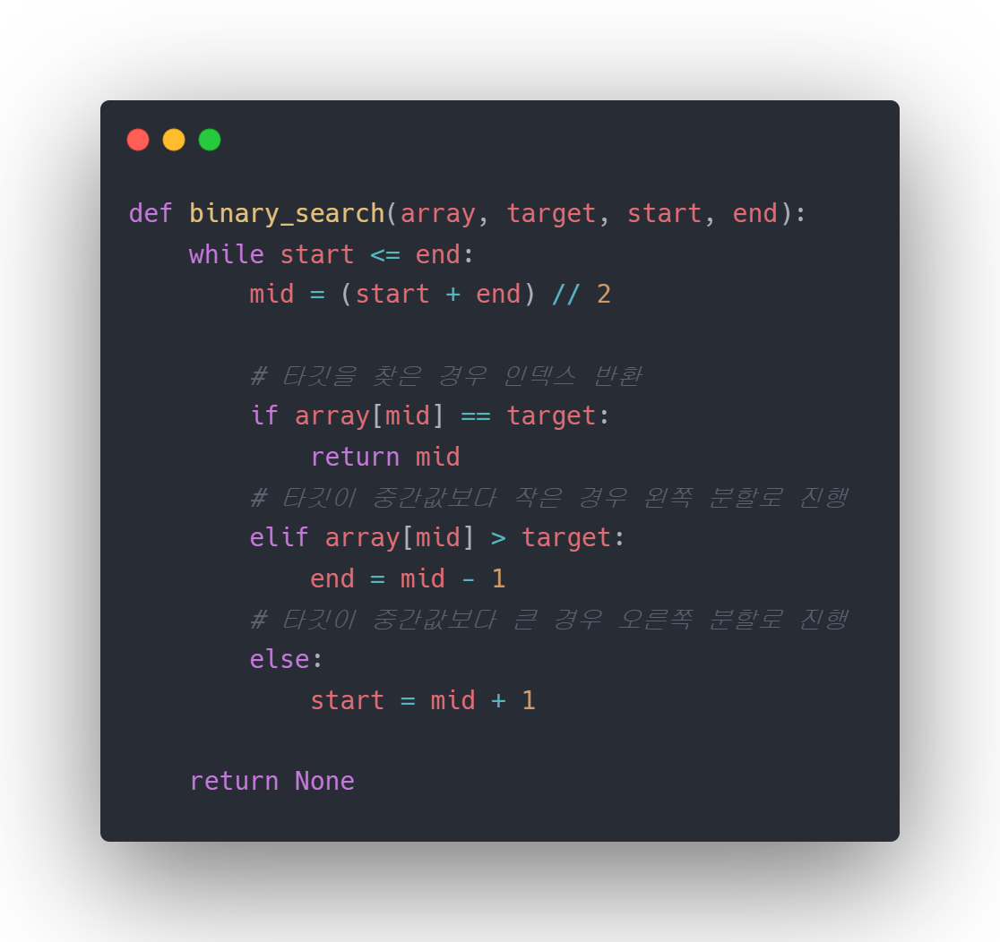 def binary_search(array, target, start, end):
    while start <= end:
        mid = (start + end) // 2
        # 타깃을 찾은 경우 인덱스 반환
        if array[mid] == target:
            return mid
        # 타깃이 중간값보다 작은 경우 왼쪽 분할로 진행
        elif array[mid] > target:
            end = mid - 1
        # 타깃이 중간값보다 큰 경우 오른쪽 분할로 진행
        else:
            start = mid + 1
    return None